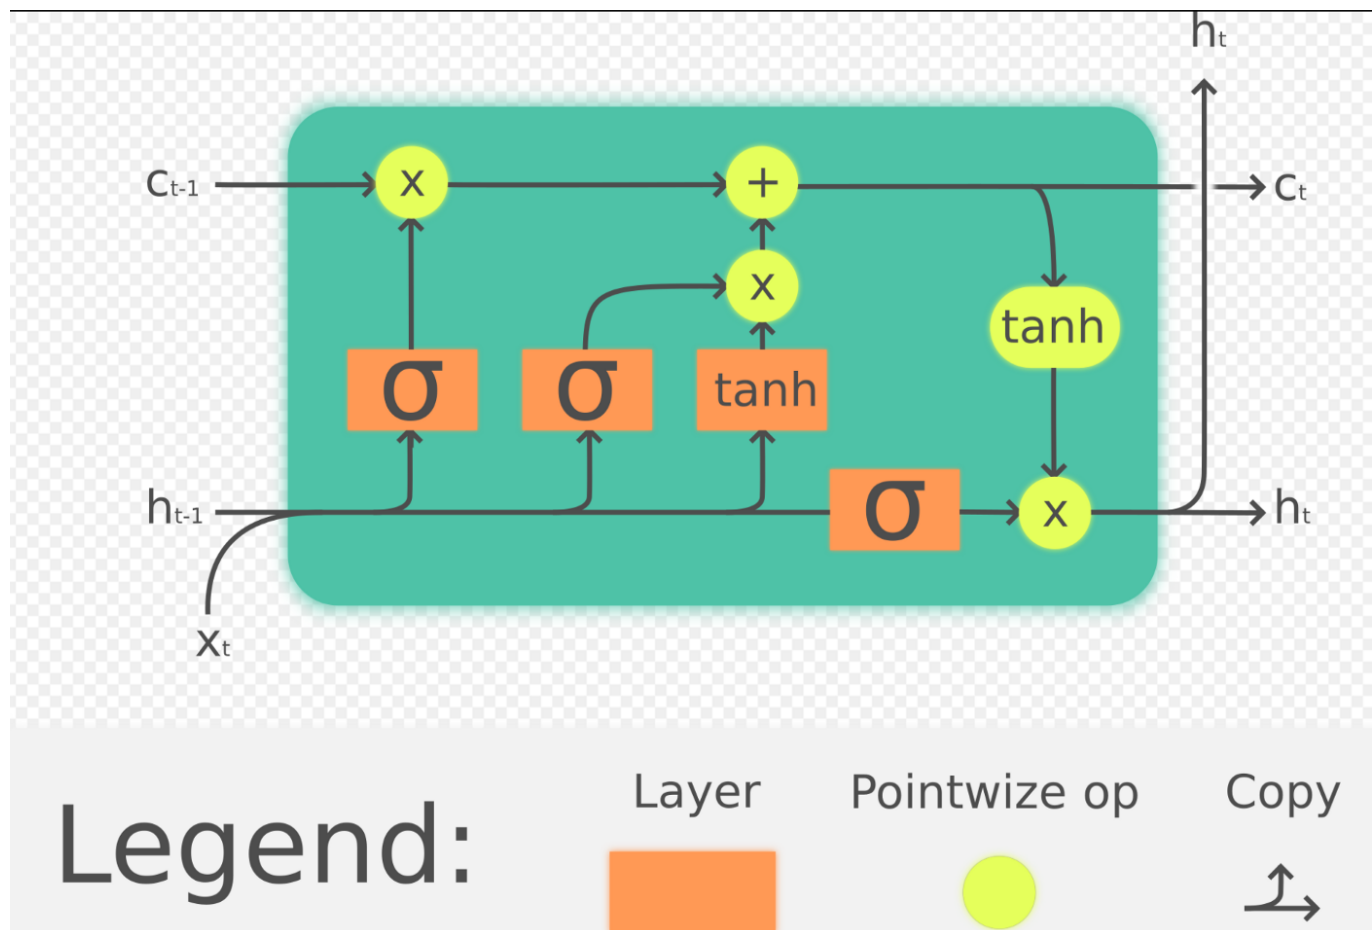 hₜ
cₜ₋₁ x + cₜ
x
tanh
σ σ tanh
hₜ₋₁ σ x hₜ
xₜ
Layer Pointwize op Copy
Legend: